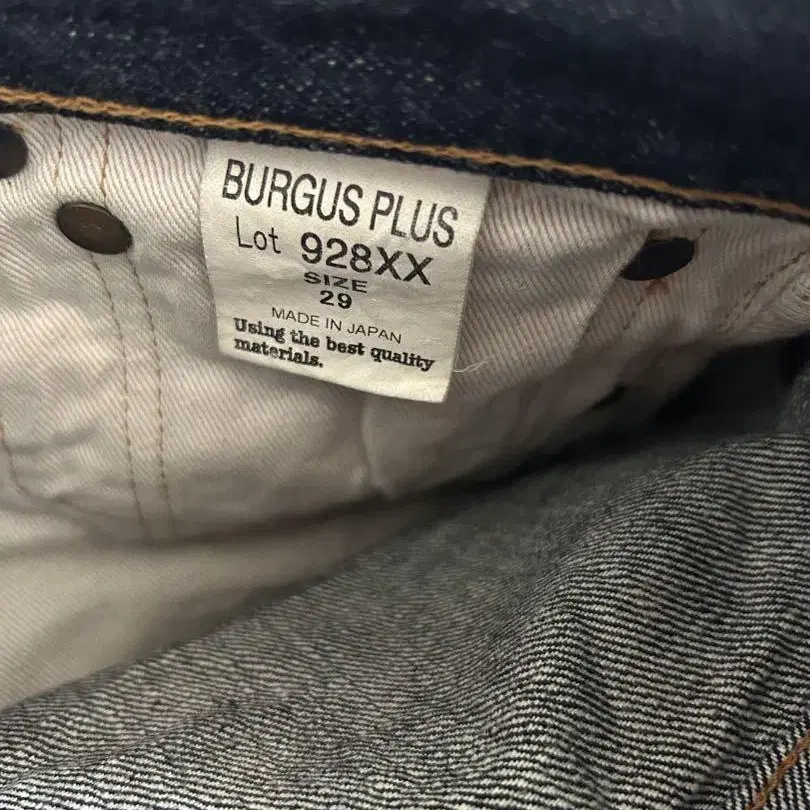 BURGUS PLUS
Lot 928XX
SIZE
29
MADE IN JAPAN
Using the best quality
materials.